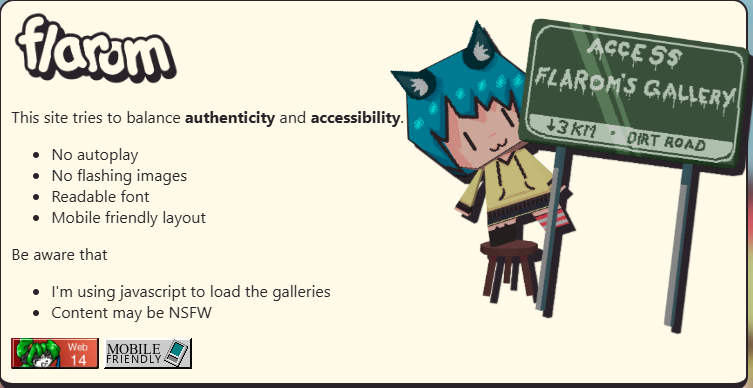 flarom
This site tries to balance authenticity and accessibility.
No autoplay
No flashing images
Readable font
Mobile friendly layout
Be aware that
I'm using javascript to load the galleries
Content may be NSFW
Web
14
MOBILE
FRIENDLY
ACCESS
FLAROM'S GALLERY
↓3 KM · DIRT ROAD